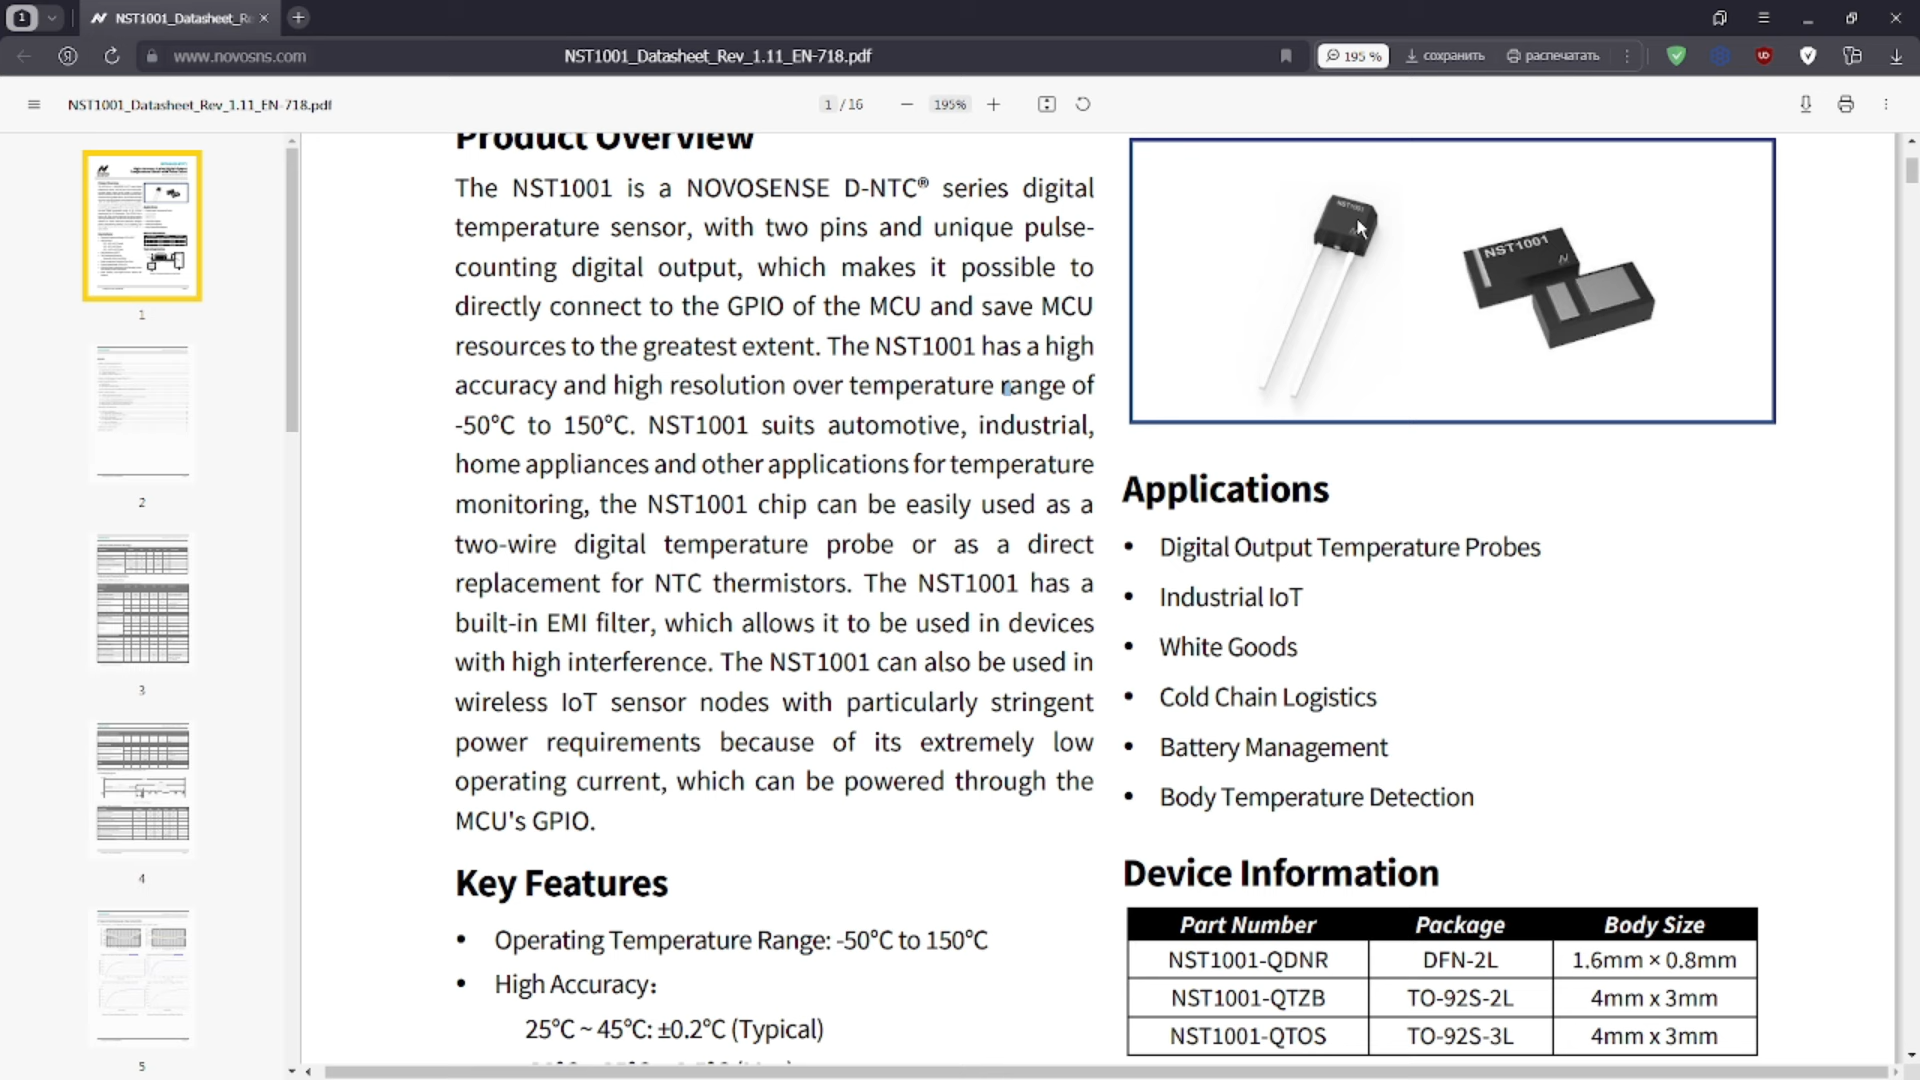 1
NST1001_Datasheet_R
www.novosns.com
NST1001_Datasheet_Rev_1.11_EN-718.pdf
195 %
сохранить
распечатать
NST1001_Datasheet_Rev_1.11_EN-718.pdf
1 / 16
195%
Product Overview
The NST1001 is a NOVOSENSE D-NTC® series digital
temperature sensor, with two pins and unique pulse-
counting digital output, which makes it possible to
directly connect to the GPIO of the MCU and save MCU
resources to the greatest extent. The NST1001 has a high
accuracy and high resolution over temperature range of
-50°C to 150°C. NST1001 suits automotive, industrial,
home appliances and other applications for temperature
monitoring, the NST1001 chip can be easily used as a
two-wire digital temperature probe or as a direct
replacement for NTC thermistors. The NST1001 has a
built-in EMI filter, which allows it to be used in devices
with high interference. The NST1001 can also be used in
wireless IoT sensor nodes with particularly stringent
power requirements because of its extremely low
operating current, which can be powered through the
MCU's GPIO.
Key Features
• Operating Temperature Range: -50°C to 150°C
• High Accuracy：
25°C ~ 45°C: ±0.2°C (Typical)
NST1001
NST1001
Applications
• Digital Output Temperature Probes
• Industrial IoT
• White Goods
• Cold Chain Logistics
• Battery Management
• Body Temperature Detection
Device Information
Part Number Package Body Size
NST1001-QDNR DFN-2L 1.6mm × 0.8mm
NST1001-QTZB TO-92S-2L 4mm x 3mm
NST1001-QTOS TO-92S-3L 4mm x 3mm
1
2
3
4
5